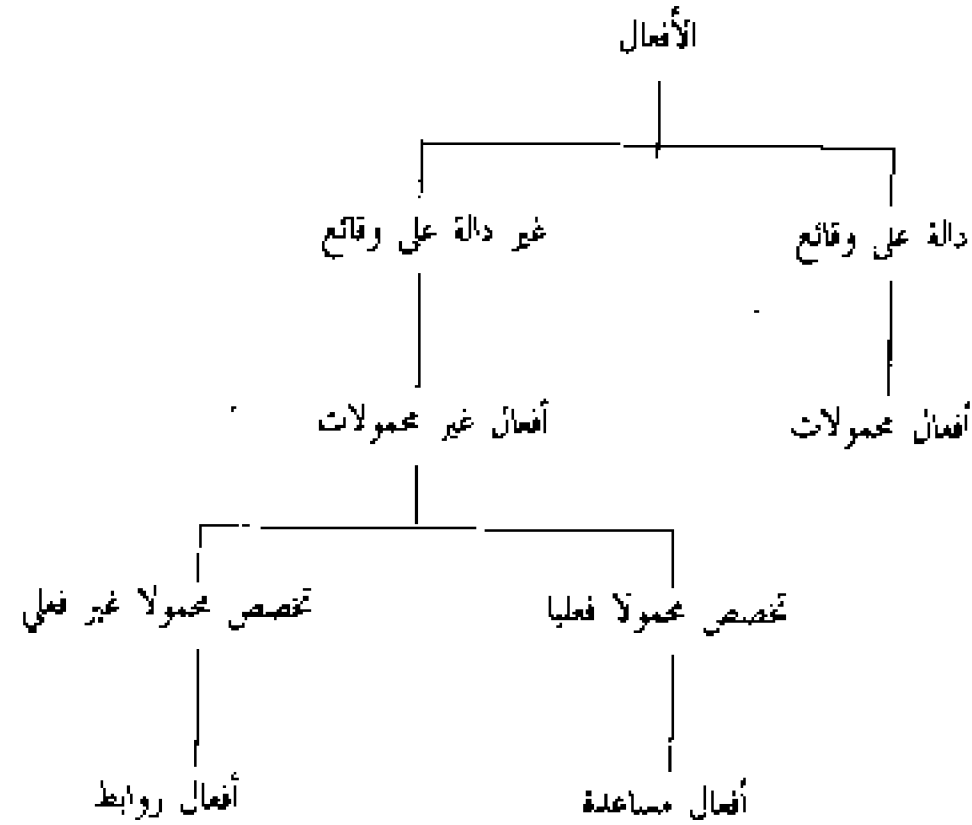 الأفعال
دالة على وقائع
غير دالة على وقائع
أفعال محمولات
أفعال غير محمولات
تخصص محمولا فعليا
تخصص محمولا غير فعلي
أفعال مساعدة
أفعال روابط